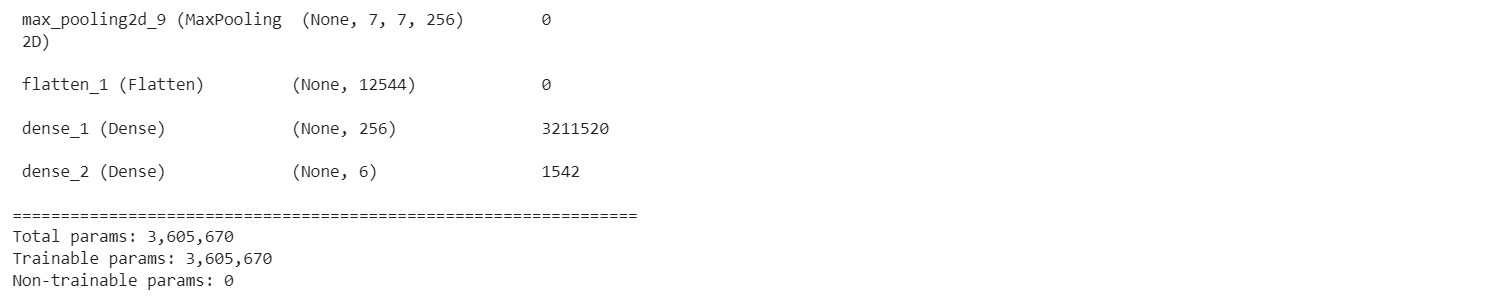 max_pooling2d_9 (MaxPooling  (None, 7, 7, 256)        0
2D)
flatten_1 (Flatten)         (None, 12544)             0
dense_1 (Dense)             (None, 256)               3211520
dense_2 (Dense)             (None, 6)                 1542
=================================================================
Total params: 3,605,670
Trainable params: 3,605,670
Non-trainable params: 0